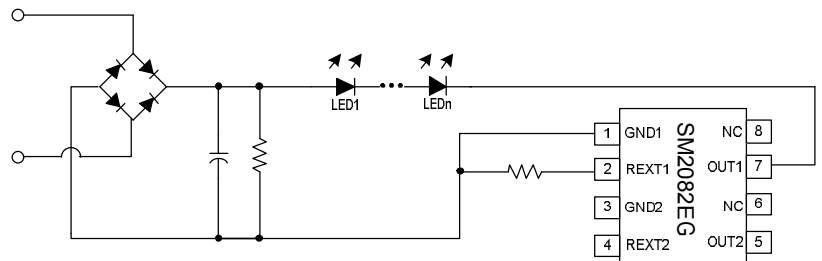 LED1
LEDn
SM2082EG
1 GND1
2 REXT1
3 GND2
4 REXT2
NC 8
OUT1 7
NC 6
OUT2 5